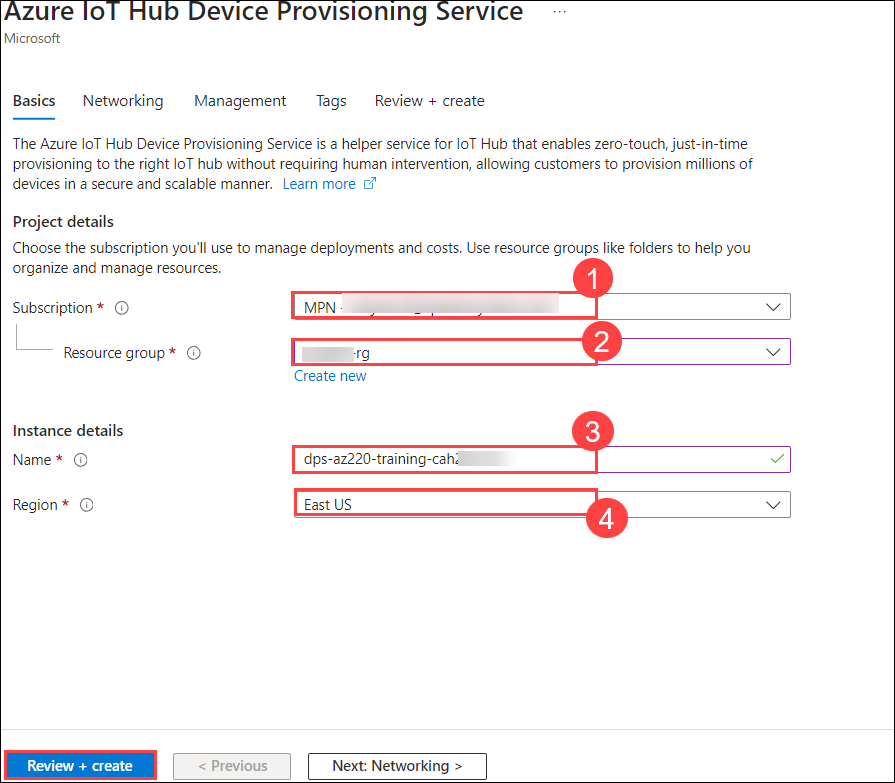 Azure IoT Hub Device Provisioning Service ...
Microsoft
Basics Networking Management Tags Review + create
The Azure IoT Hub Device Provisioning Service is a helper service for IoT Hub that enables zero-touch, just-in-time
provisioning to the right IoT hub without requiring human intervention, allowing customers to provision millions of
devices in a secure and scalable manner. Learn more
Project details
Choose the subscription you'll use to manage deployments and costs. Use resource groups like folders to help you
organize and manage resources.
1
Subscription * MPN -
2
Resource group * -rg
Create new
Instance details
3
Name * dps-az220-training-cah2
Region * East US
4
Review + create < Previous Next: Networking >